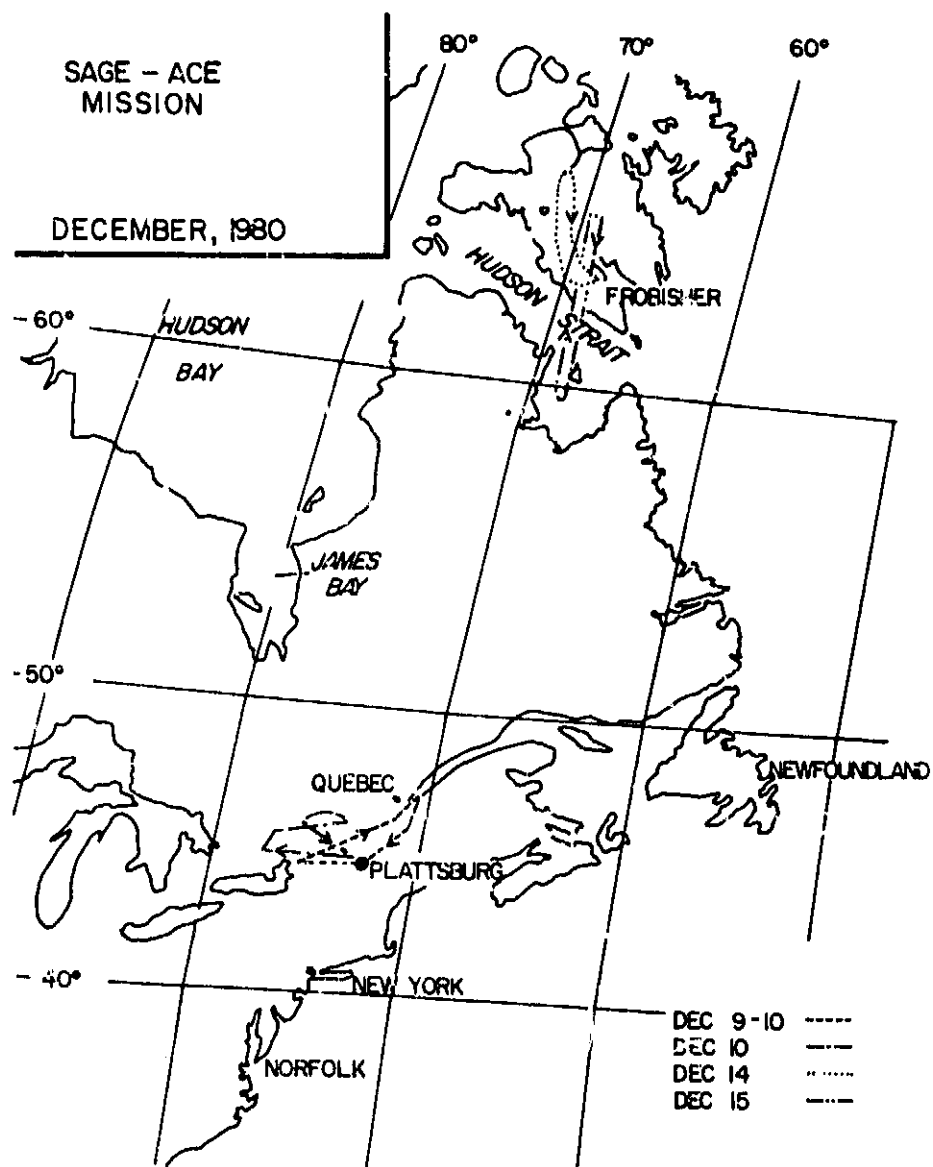 SAGE - ACE
MISSION
DECEMBER, 1980
80°
70°
60°
-60°
HUDSON
BAY
HUDSON
STRAIT
FROBISHER
JAMES
BAY
-50°
QUEBEC
NEWFOUNDLAND
PLATTSBURG
-40°
NEW YORK
NORFOLK
DEC 9-10
DEC 10
DEC 14
DEC 15